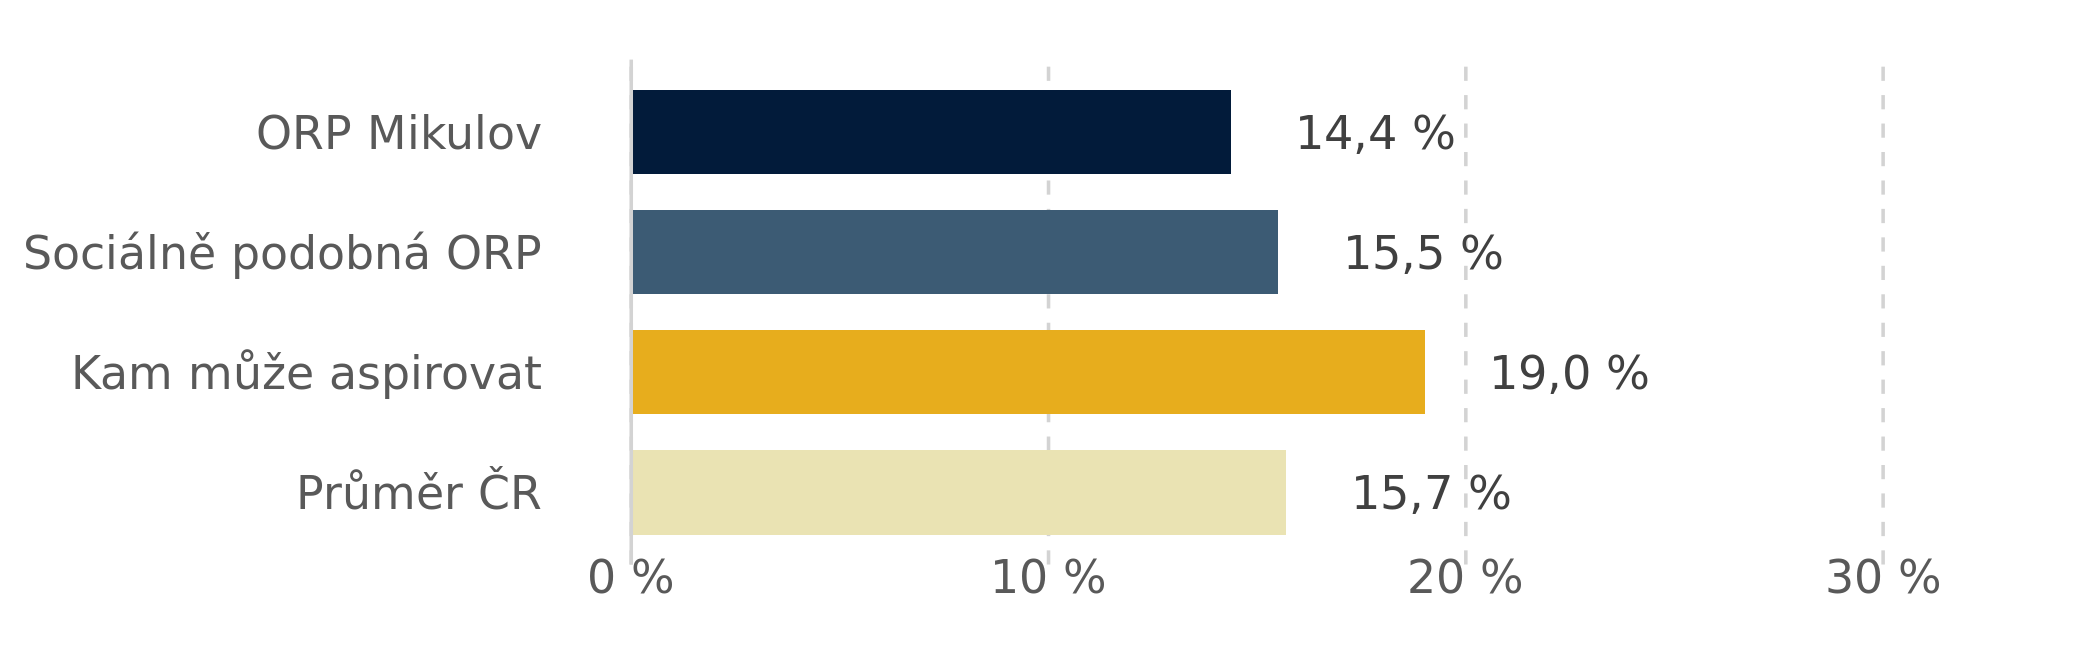 ORP Mikulov 14,4 %
Sociálně podobná ORP 15,5 %
Kam může aspirovat 19,0 %
Průměr ČR 15,7 %
0 % 10 % 20 % 30 %